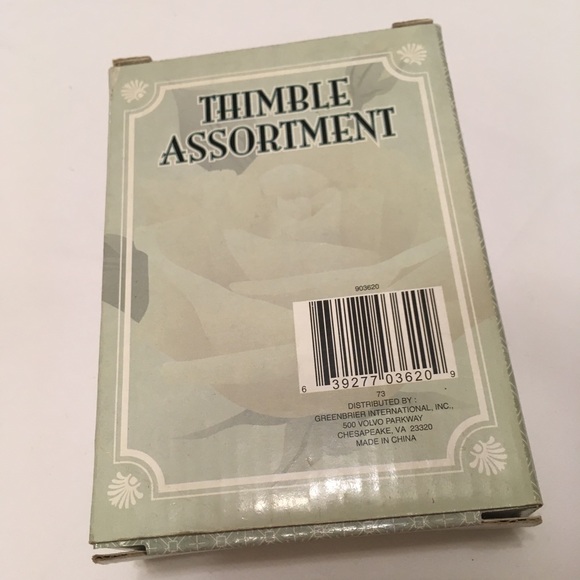 THIMBLE
ASSORTMENT
903620
6 39277 03620 9
73
DISTRIBUTED BY :
GREENBRIER INTERNATIONAL, INC.,
500 VOLVO PARKWAY
CHESAPEAKE, VA 23320
MADE IN CHINA